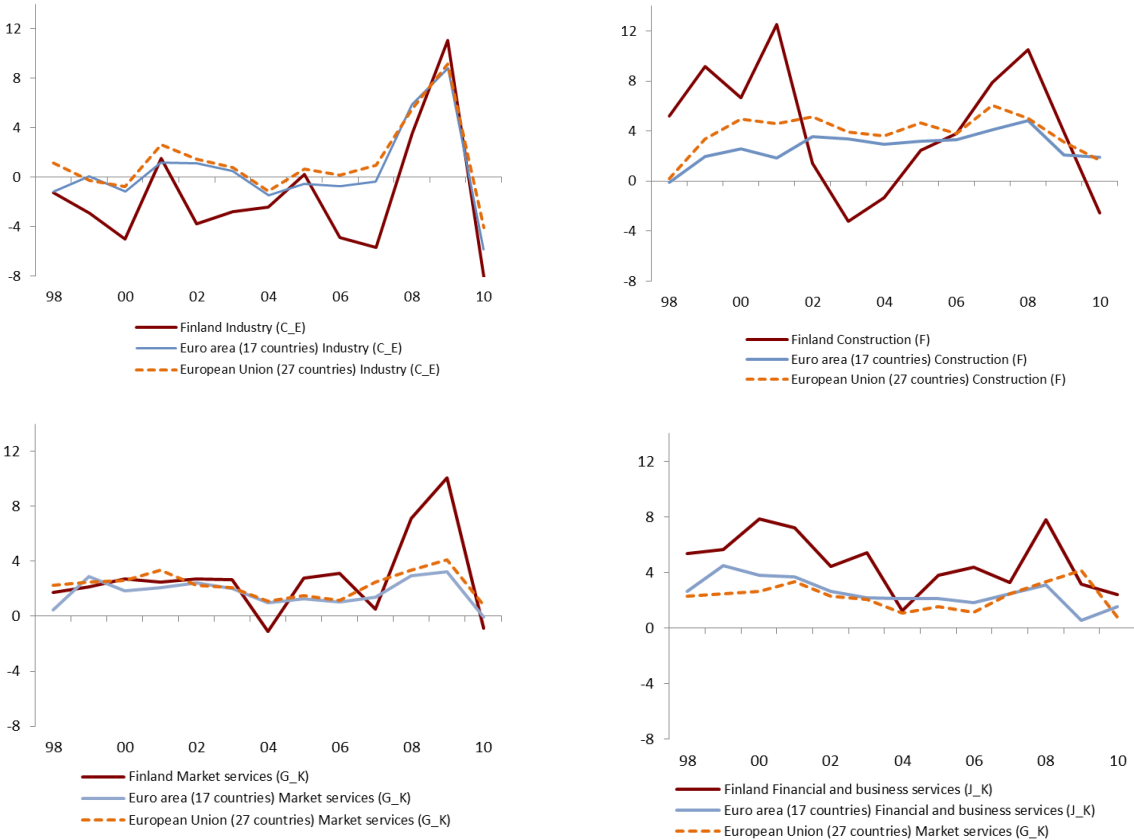 12
8
4
0
-4
-8
98 00 02 04 06 08 10
Finland Industry (C_E)
Euro area (17 countries) Industry (C_E)
European Union (27 countries) Industry (C_E)
12
8
4
0
-4
-8
98 00 02 04 06 08 10
Finland Construction (F)
Euro area (17 countries) Construction (F)
European Union (27 countries) Construction (F)
12
8
4
0
-4
-8
98 00 02 04 06 08 10
Finland Market services (G_K)
Euro area (17 countries) Market services (G_K)
European Union (27 countries) Market services (G_K)
12
8
4
0
-4
-8
98 00 02 04 06 08 10
Finland Financial and business services (J_K)
Euro area (17 countries) Financial and business services (J_K)
European Union (27 countries) Market services (G_K)